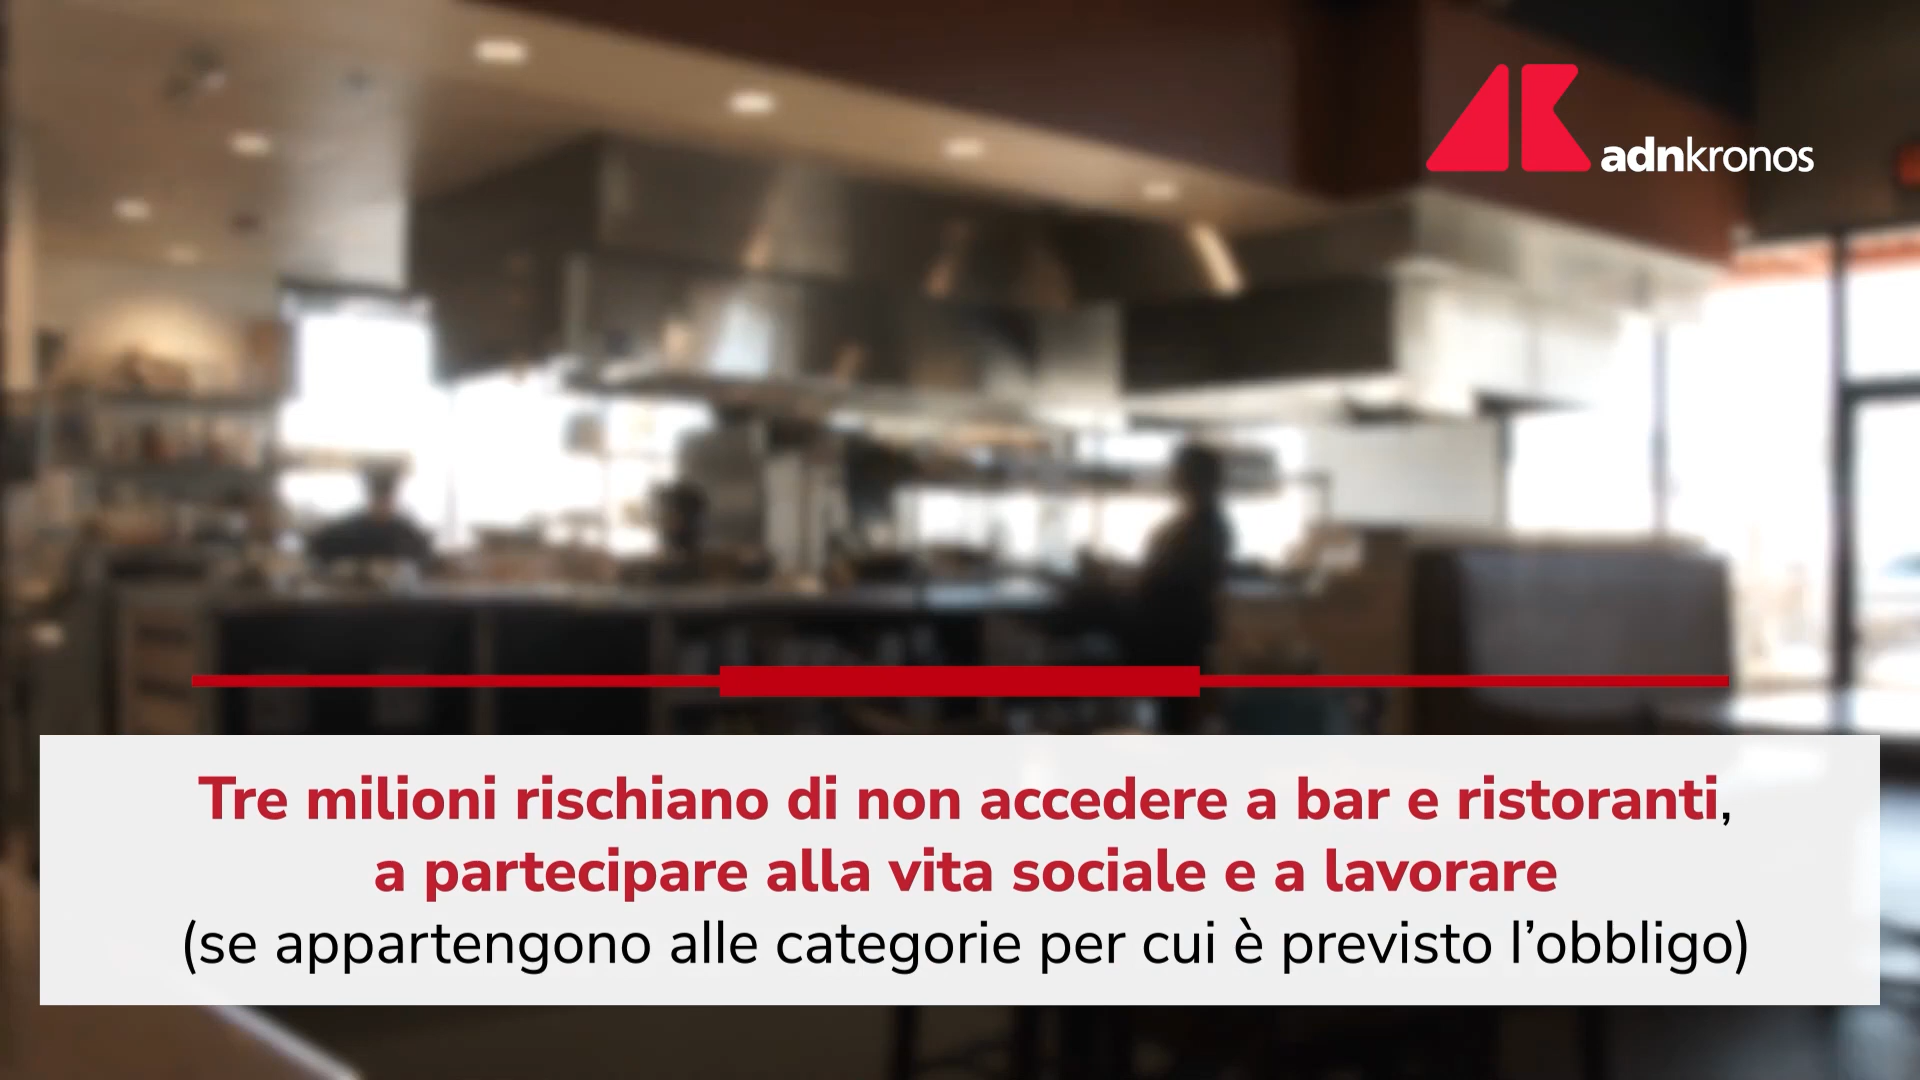 adnkronos
Tre milioni rischiano di non accedere a bar e ristoranti,
a partecipare alla vita sociale e a lavorare
(se appartengono alle categorie per cui è previsto l’obbligo)